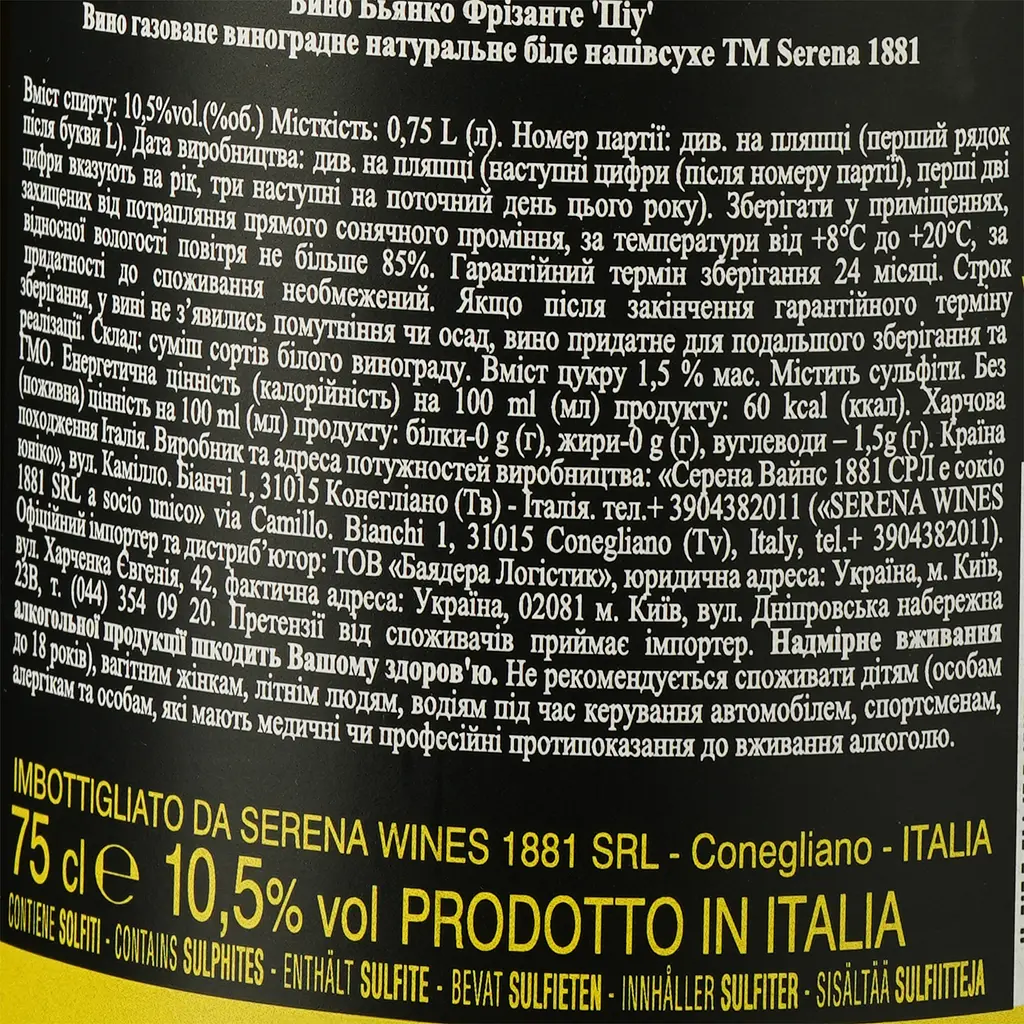 Вино Бьянко Фрізанте 'Піу'
Вино газоване виноградне натуральне біле напівсухе ТМ Serena 1881
Вміст спирту: 10,5%vol.(%об.) Місткість: 0,75 L (л). Номер партії: див. на пляшці (перший рядок
після букви L). Дата виробництва: див. на пляшці (наступні цифри (після номеру партії), перші дві
цифри вказують на рік, три наступні на поточний день цього року). Зберігати у приміщеннях,
захищених від потрапляння прямого сонячного проміння, за температури від +8°C до +20°C, за
відносної вологості повітря не більше 85%. Гарантійний термін зберігання 24 місяці. Строк
придатності до споживання необмежений. Якщо після закінчення гарантійного терміну
зберігання, у вині не з’явились помутніння чи осад, вино придатне для подальшого зберігання та
реалізації. Склад: суміш сортів білого винограду. Вміст цукру 1,5 % мас. Містить сульфіти. Без
ГМО. Енергетична цінність (калорійність) на 100 ml (мл) продукту: 60 kcal (ккал). Харчова
(поживна) цінність на 100 ml (мл) продукту: білки-0 g (г), жири-0 g (г), вуглеводи – 1,5g (г). Країна
походження Італія. Виробник та адреса потужностей виробництва: «Серена Вайнс 1881 СРЛ е сокіо
юніко», вул. Камілло. Біанчі 1, 31015 Конегліано (Тв) - Італія. тел.+ 3904382011 («SERENA WINES
1881 SRL a socio unico» via Camillo. Bianchi 1, 31015 Conegliano (Tv), Italy, tel.+ 3904382011).
Офіційний імпортер та дистриб’ютор: ТОВ «Баядера Логістик», юридична адреса: Україна, м. Київ,
вул. Харченка Євгенія, 42, фактична адреса: Україна, 02081 м. Київ, вул. Дніпровська набережна
23В, т. (044) 354 09 20. Претензії від споживачів приймає імпортер. Надмірне вживання
алкогольної продукції шкодить Вашому здоров'ю. Не рекомендується споживати дітям (особам
до 18 років), вагітним жінкам, літнім людям, водіям під час керування автомобілем, спортсменам,
алергікам та особам, які мають медичні чи професійні протипоказання до вживання алкоголю.
IMBOTTIGLIATO DA SERENA WINES 1881 SRL - Conegliano - ITALIA
75 cl e 10,5% vol PRODOTTO IN ITALIA
CONTIENE SOLFITI - CONTAINS SULPHITES - ENTHÄLT SULFITE - BEVAT SULFIETEN - INNHÅLLER SULFITER - SISÄLTÄÄ SULFIITTEJA